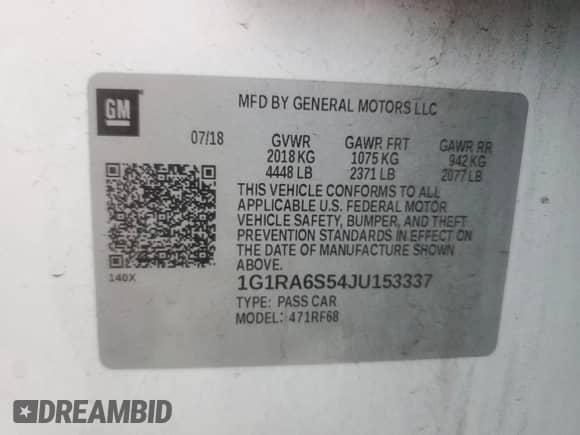 GM
MFD BY GENERAL MOTORS LLC
07/18 GVWR GAWR FRT GAWR RR
2018 KG 1075 KG 942 KG
4448 LB 2371 LB 2077 LB
THIS VEHICLE CONFORMS TO ALL
APPLICABLE U.S. FEDERAL MOTOR
VEHICLE SAFETY, BUMPER, AND THEFT
PREVENTION STANDARDS IN EFFECT ON
THE DATE OF MANUFACTURE SHOWN
ABOVE.
140X
1G1RA6S54JU153337
TYPE: PASS CAR
MODEL: 471RF68
DREAMBID